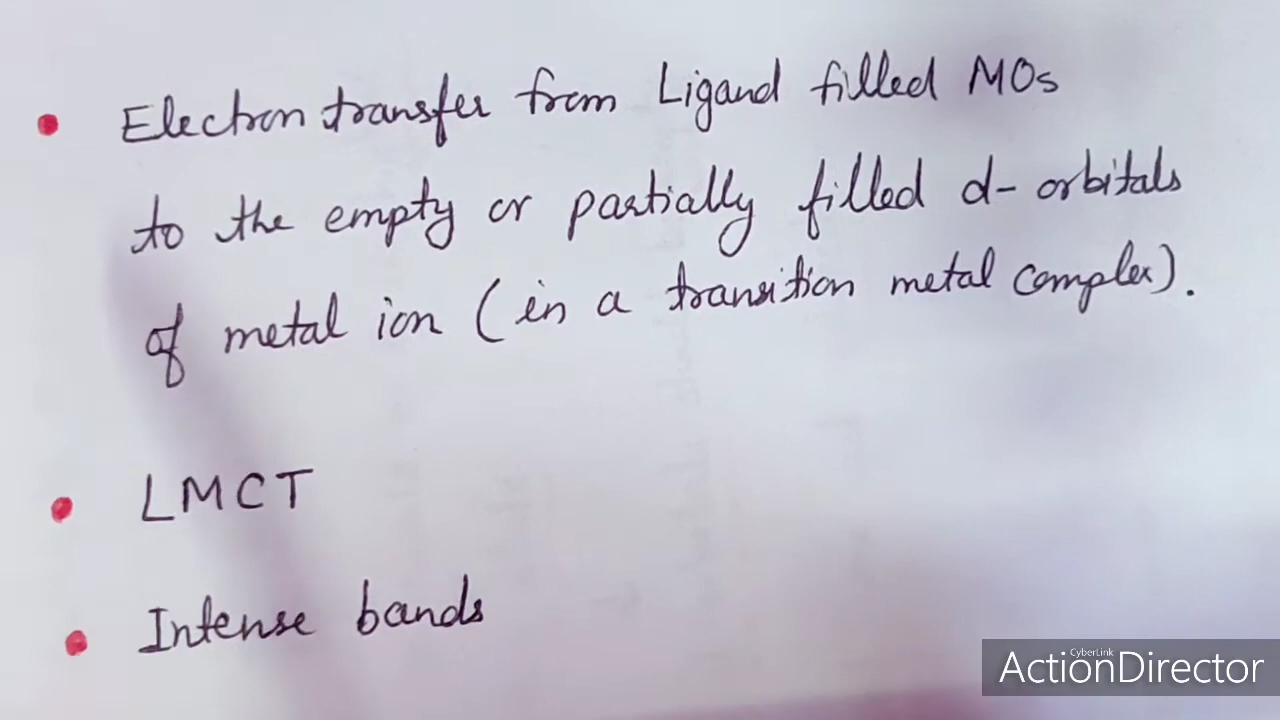 Electron transfer from Ligand filled MOs
to the empty or partially filled d-orbitals
of metal ion (in a transition metal complex).
LMCT
Intense bands
CyberLink
ActionDirector